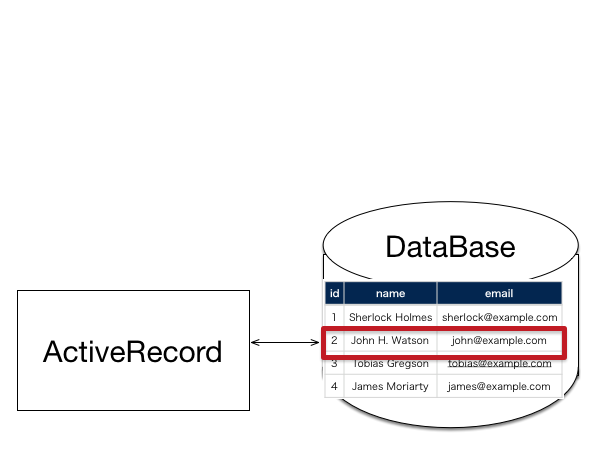 DataBase
id name email
1 Sherlock Holmes sherlock@example.com
2 John H. Watson john@example.com
3 Tobias Gregson tobias@example.com
4 James Moriarty james@example.com
ActiveRecord